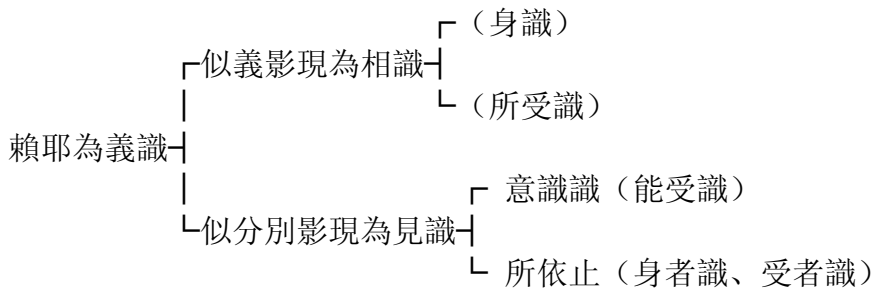 （身識）
似義影現為相識
（所受識）
賴耶為義識
意識識（能受識）
似分別影現為見識
所依止（身者識、受者識）